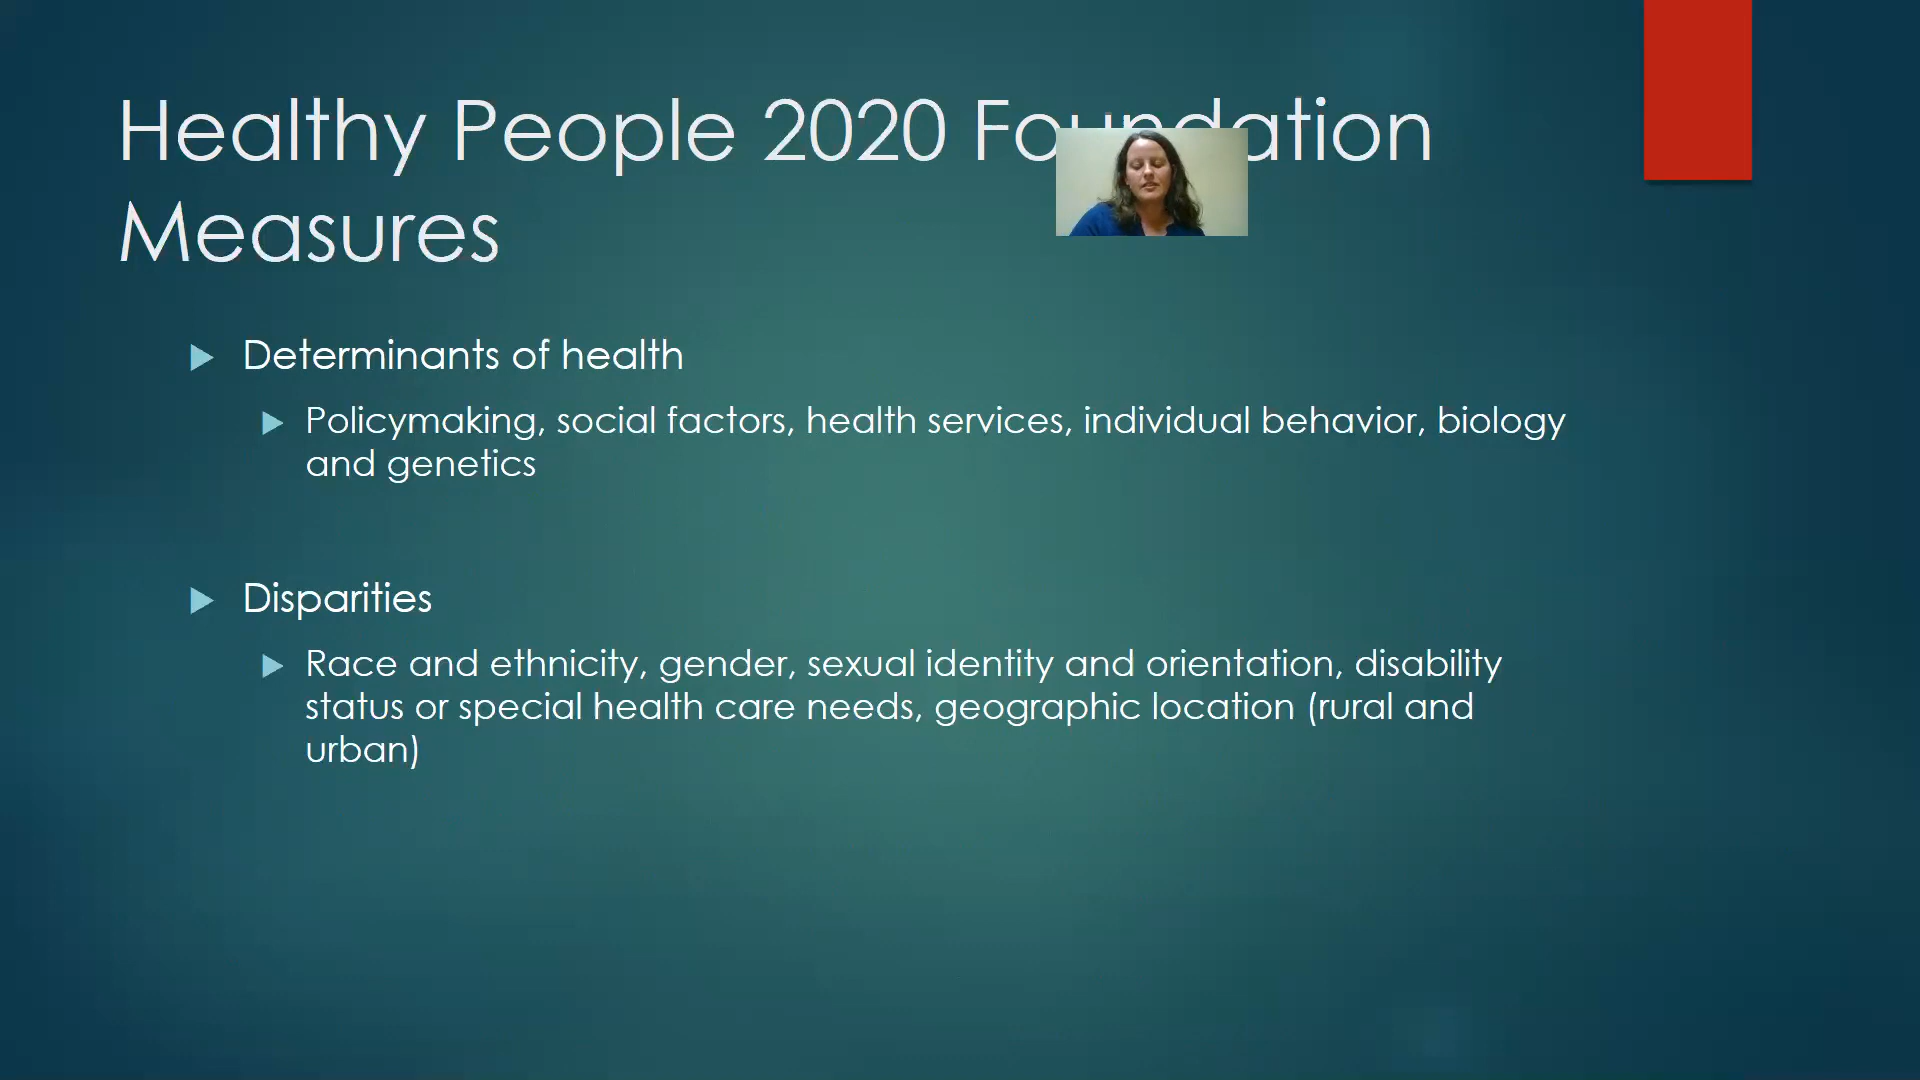 Healthy People 2020 Foundation
Measures
Determinants of health
Policymaking, social factors, health services, individual behavior, biology
and genetics
Disparities
Race and ethnicity, gender, sexual identity and orientation, disability
status or special health care needs, geographic location (rural and
urban)